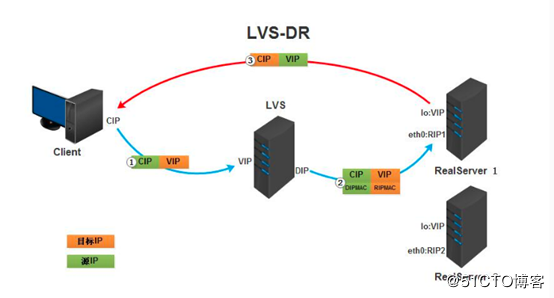 LVS-DR
③ CIP VIP
LVS
CIP
Client
① CIP VIP
VIP
DIP
② CIP VIP
DIPMAC RIPMAC
lo:VIP
eth0:RIP1
RealServer 1
lo:VIP
eth0:RIP2
目标IP
源IP
@51CTO博客